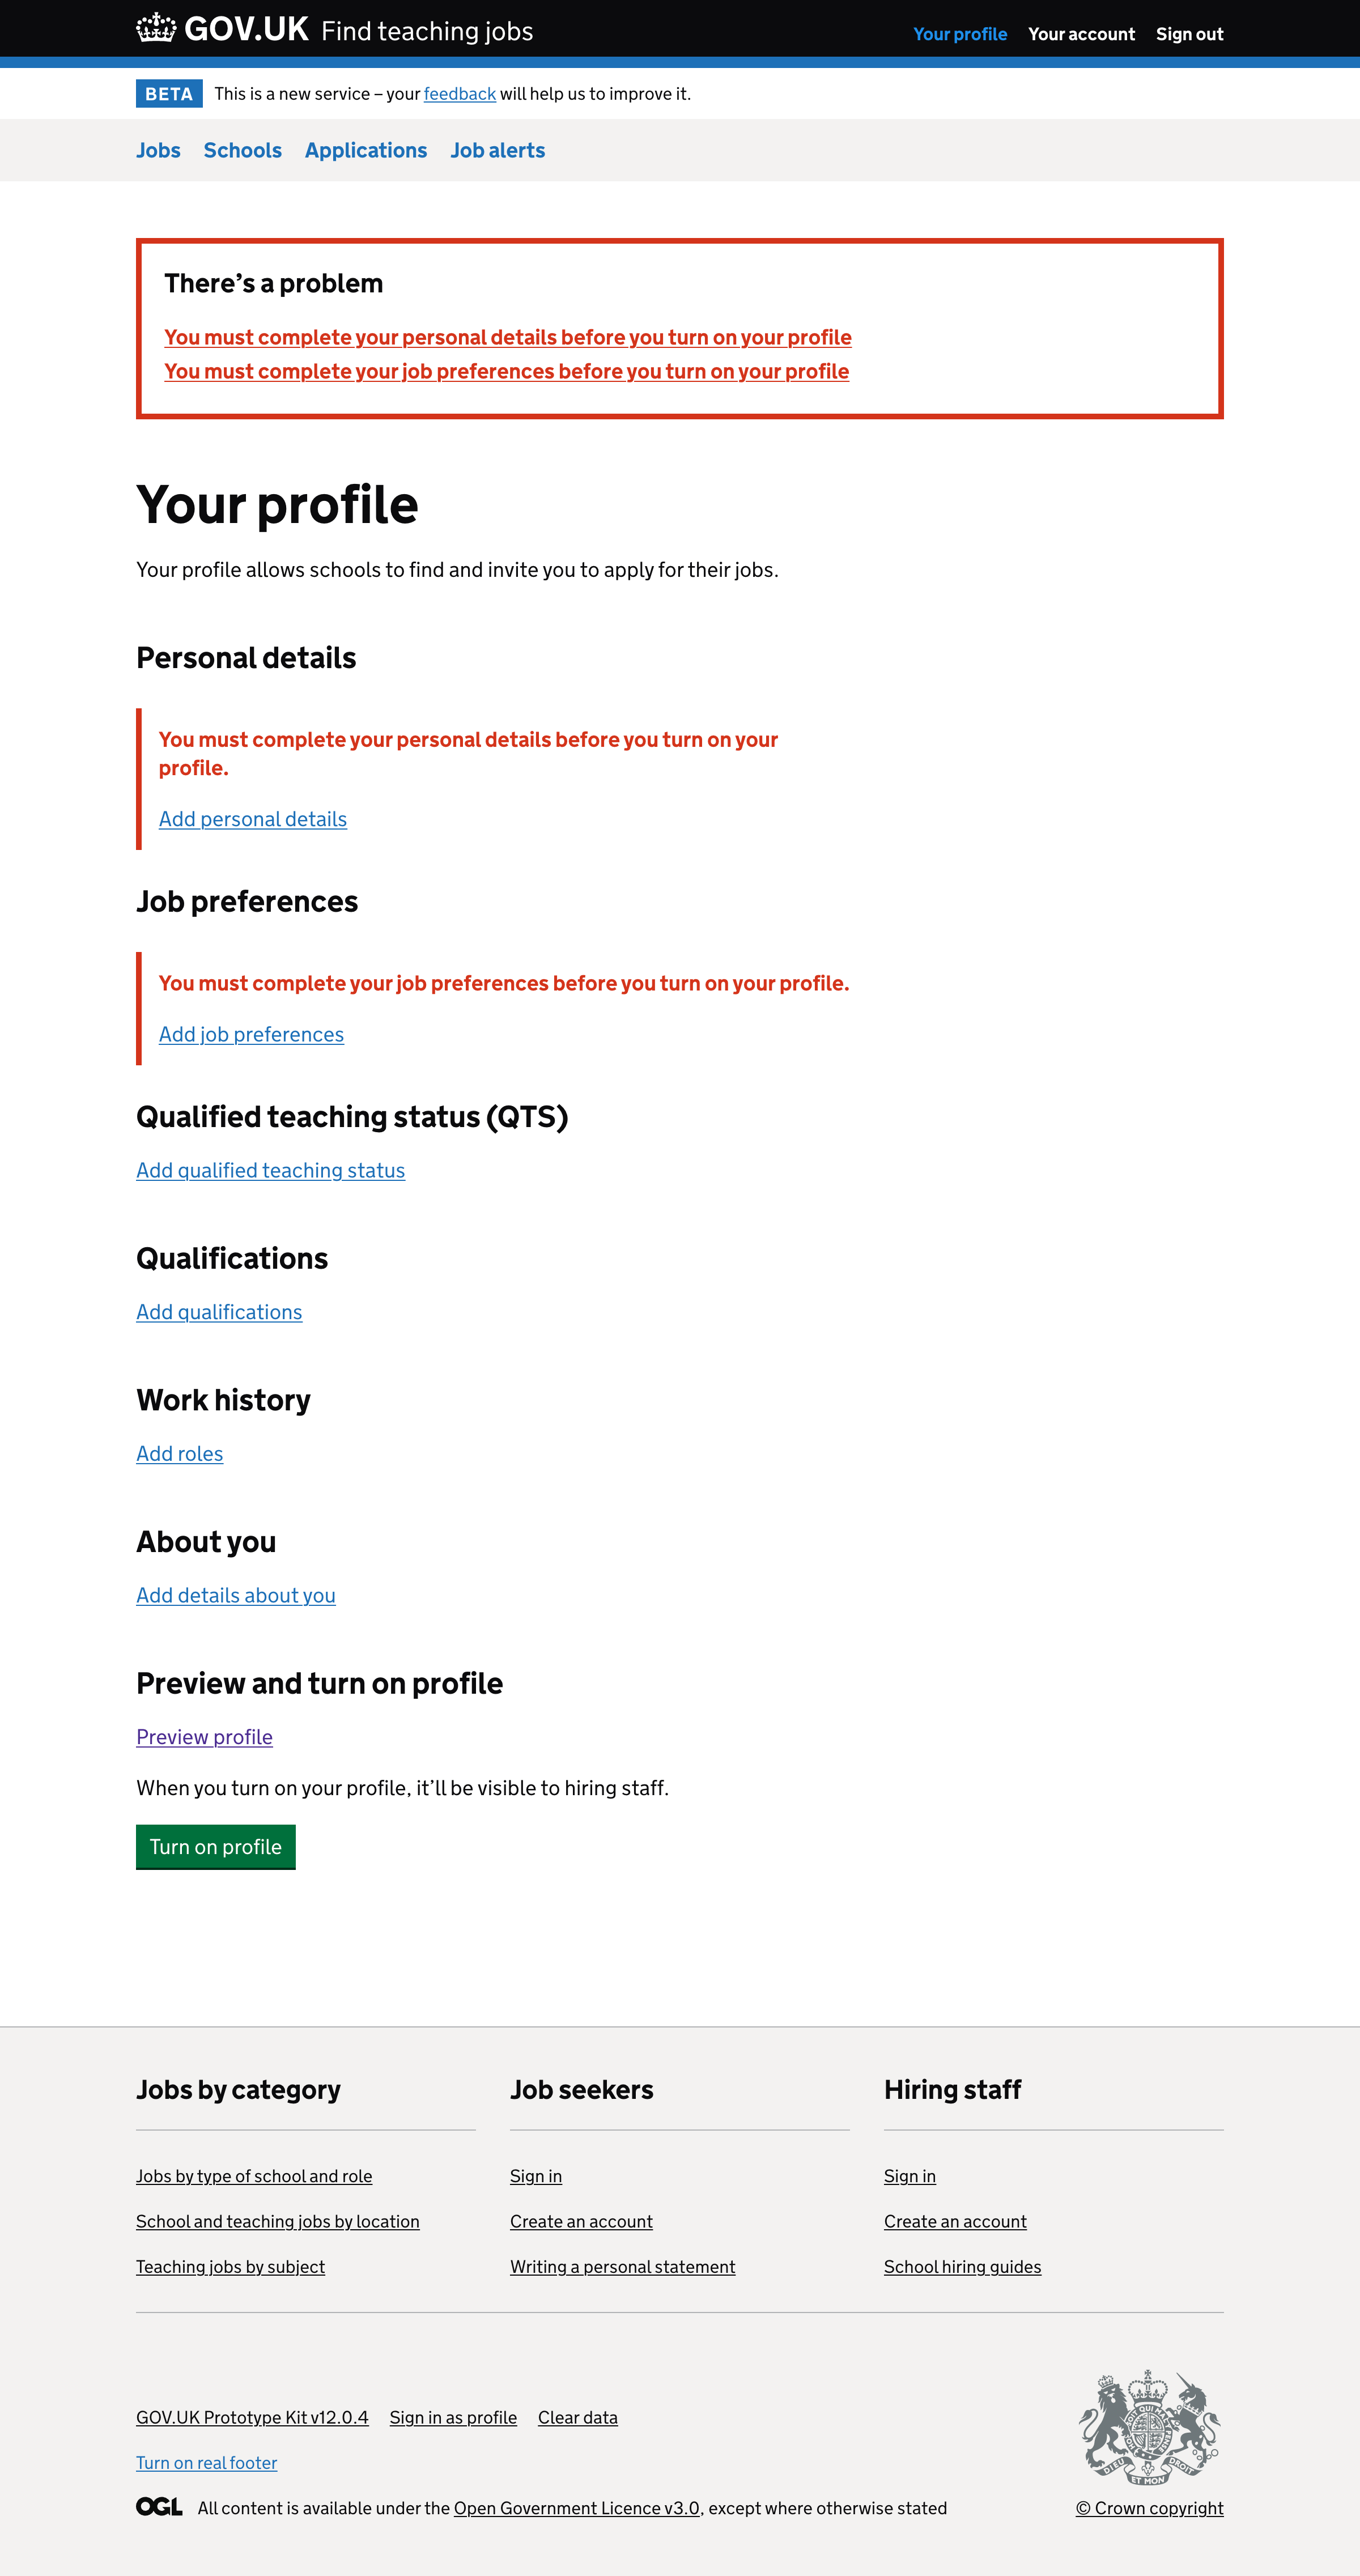 GOV.UK Find teaching jobs
Your profile Your account Sign out
BETA This is a new service – your feedback will help us to improve it.
Jobs Schools Applications Job alerts
There’s a problem
You must complete your personal details before you turn on your profile
You must complete your job preferences before you turn on your profile
Your profile
Your profile allows schools to find and invite you to apply for their jobs.
Personal details
You must complete your personal details before you turn on your
profile.
Add personal details
Job preferences
You must complete your job preferences before you turn on your profile.
Add job preferences
Qualified teaching status (QTS)
Add qualified teaching status
Qualifications
Add qualifications
Work history
Add roles
About you
Add details about you
Preview and turn on profile
Preview profile
When you turn on your profile, it’ll be visible to hiring staff.
Turn on profile
Jobs by category
Jobs by type of school and role
School and teaching jobs by location
Teaching jobs by subject
Job seekers
Sign in
Create an account
Writing a personal statement
Hiring staff
Sign in
Create an account
School hiring guides
GOV.UK Prototype Kit v12.0.4 Sign in as profile Clear data
Turn on real footer
OGL All content is available under the Open Government Licence v3.0, except where otherwise stated
DIEU ET MON DROIT
© Crown copyright